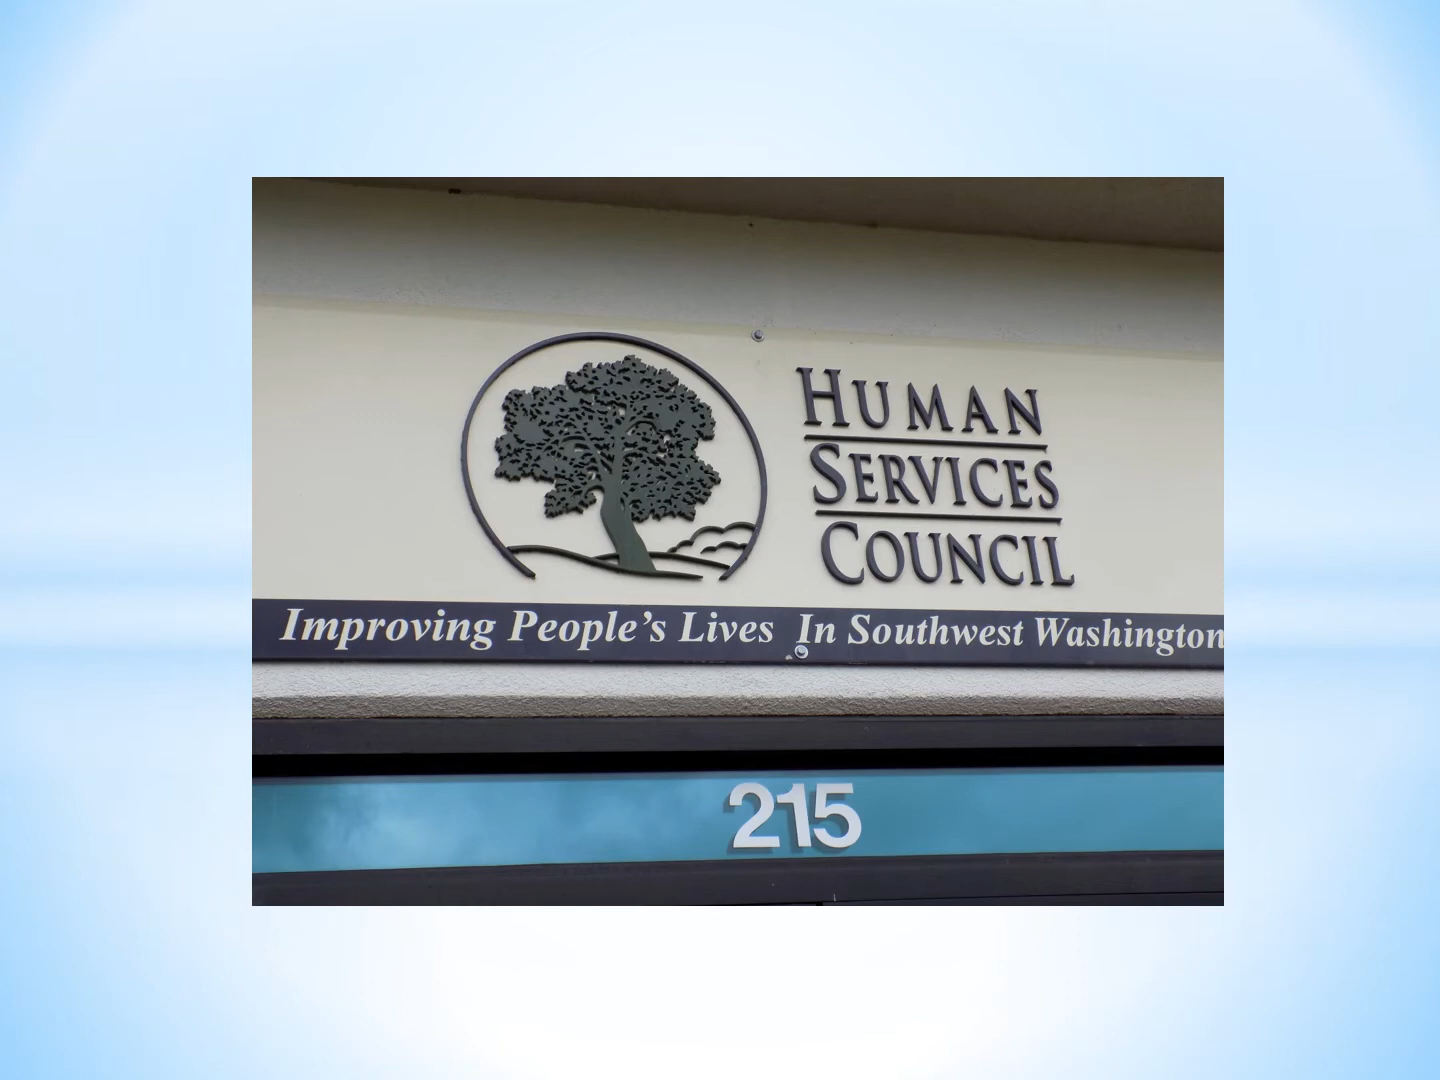 HUMAN
SERVICES
COUNCIL
Improving People's Lives In Southwest Washington
215